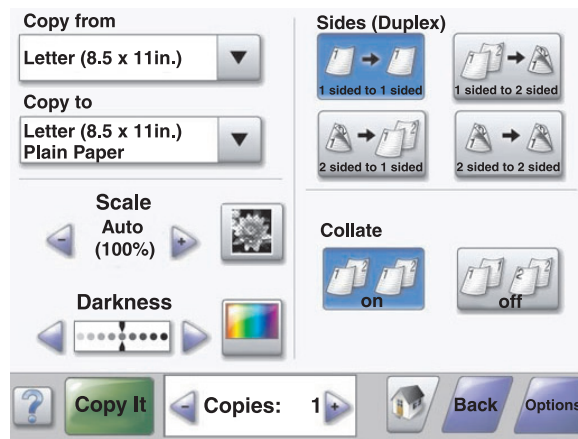 Copy from
Letter (8.5 x 11in.)
Copy to
Letter (8.5 x 11in.)
Plain Paper
Scale
Auto
(100%)
Darkness
Sides (Duplex)
1 sided to 1 sided
1 sided to 2 sided
2 sided to 1 sided
2 sided to 2 sided
Collate
on
off
?
Copy It
Copies: 1
Back
Options